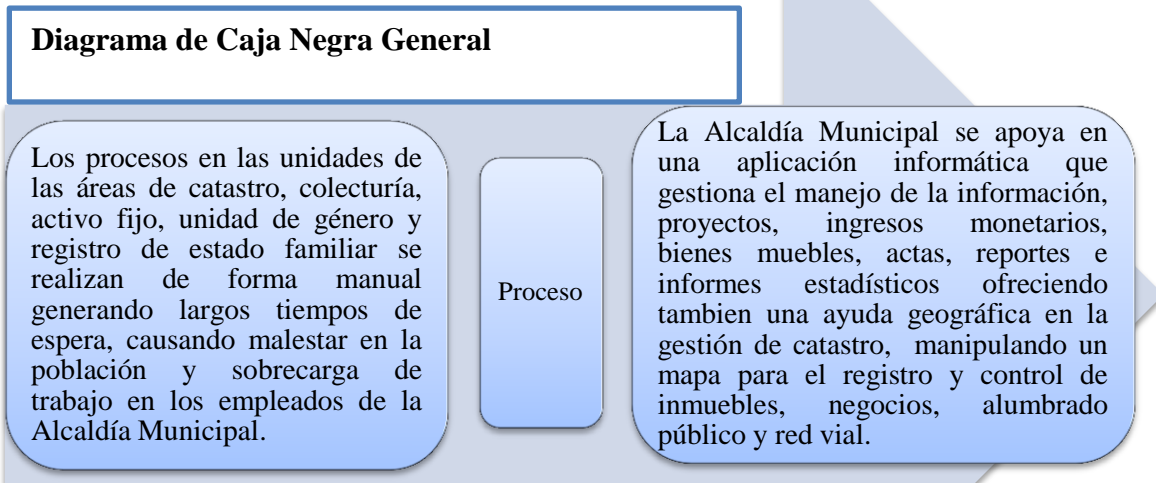 Diagrama de Caja Negra General
Los procesos en las unidades de
las áreas de catastro, colecturía,
activo fijo, unidad de género y
registro de estado familiar se
realizan de forma manual
generando largos tiempos de
espera, causando malestar en la
población y sobrecarga de
trabajo en los empleados de la
Alcaldía Municipal.
Proceso
La Alcaldía Municipal se apoya en
una aplicación informática que
gestiona el manejo de la información,
proyectos, ingresos monetarios,
bienes muebles, actas, reportes e
informes estadísticos ofreciendo
tambien una ayuda geográfica en la
gestión de catastro, manipulando un
mapa para el registro y control de
inmuebles, negocios, alumbrado
público y red vial.